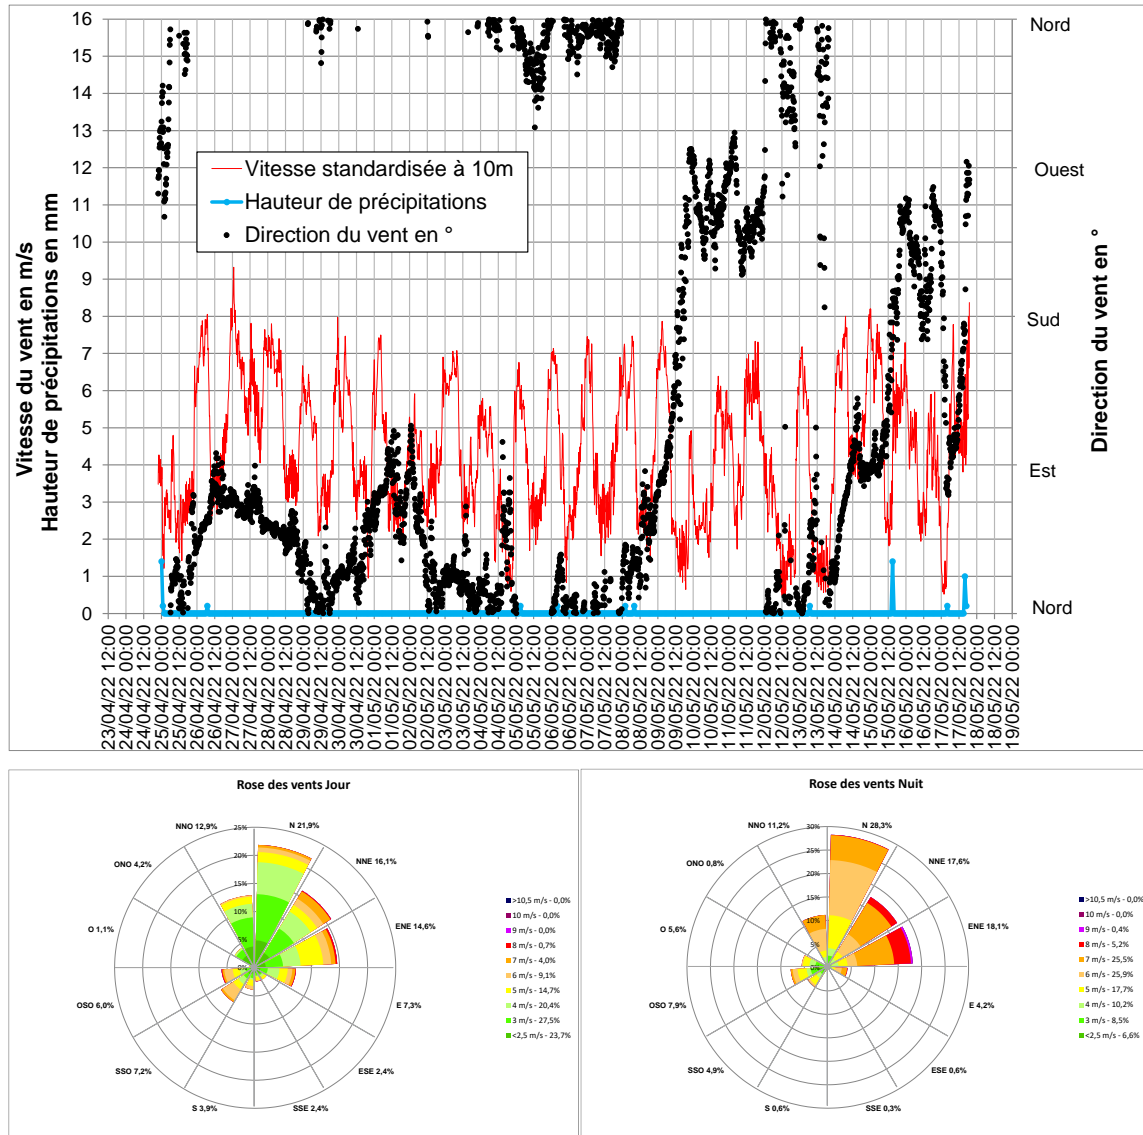 16
15
14
13
12
11
10
9
8
7
6
5
4
3
2
1
0
Vitesse du vent en m/s
Hauteur de précipitations en mm
Vitesse standardisée à 10m
Hauteur de précipitations
Direction du vent en °
Nord
Ouest
Sud
Est
Nord
Direction du vent en °
23/04/22 12:00
24/04/22 00:00
24/04/22 12:00
25/04/22 00:00
25/04/22 12:00
26/04/22 00:00
26/04/22 12:00
27/04/22 00:00
27/04/22 12:00
28/04/22 00:00
28/04/22 12:00
29/04/22 00:00
29/04/22 12:00
30/04/22 00:00
30/04/22 12:00
01/05/22 00:00
01/05/22 12:00
02/05/22 00:00
02/05/22 12:00
03/05/22 00:00
03/05/22 12:00
04/05/22 00:00
04/05/22 12:00
05/05/22 00:00
05/05/22 12:00
06/05/22 00:00
06/05/22 12:00
07/05/22 00:00
07/05/22 12:00
08/05/22 00:00
08/05/22 12:00
09/05/22 00:00
09/05/22 12:00
10/05/22 00:00
10/05/22 12:00
11/05/22 00:00
11/05/22 12:00
12/05/22 00:00
12/05/22 12:00
13/05/22 00:00
13/05/22 12:00
14/05/22 00:00
14/05/22 12:00
15/05/22 00:00
15/05/22 12:00
16/05/22 00:00
16/05/22 12:00
17/05/22 00:00
17/05/22 12:00
18/05/22 00:00
18/05/22 12:00
19/05/22 00:00
Rose des vents Jour
N 21,9%
NNE 16,1%
ENE 14,6%
E 7,3%
ESE 2,4%
SSE 2,4%
S 3,9%
SSO 7,2%
OSO 6,0%
O 1,1%
ONO 4,2%
NNO 12,9%
25%
20%
15%
10%
5%
0%
>10,5 m/s - 0,0%
10 m/s - 0,0%
9 m/s - 0,0%
8 m/s - 0,7%
7 m/s - 4,0%
6 m/s - 9,1%
5 m/s - 14,7%
4 m/s - 20,4%
3 m/s - 27,5%
<2,5 m/s - 23,7%
Rose des vents Nuit
N 28,3%
NNE 17,6%
ENE 18,1%
E 4,2%
ESE 0,6%
SSE 0,3%
S 0,6%
SSO 4,9%
OSO 7,9%
O 5,6%
ONO 0,8%
NNO 11,2%
30%
25%
20%
15%
10%
5%
0%
>10,5 m/s - 0,0%
10 m/s - 0,0%
9 m/s - 0,4%
8 m/s - 5,2%
7 m/s - 25,5%
6 m/s - 25,9%
5 m/s - 17,7%
4 m/s - 10,2%
3 m/s - 8,5%
<2,5 m/s - 6,6%